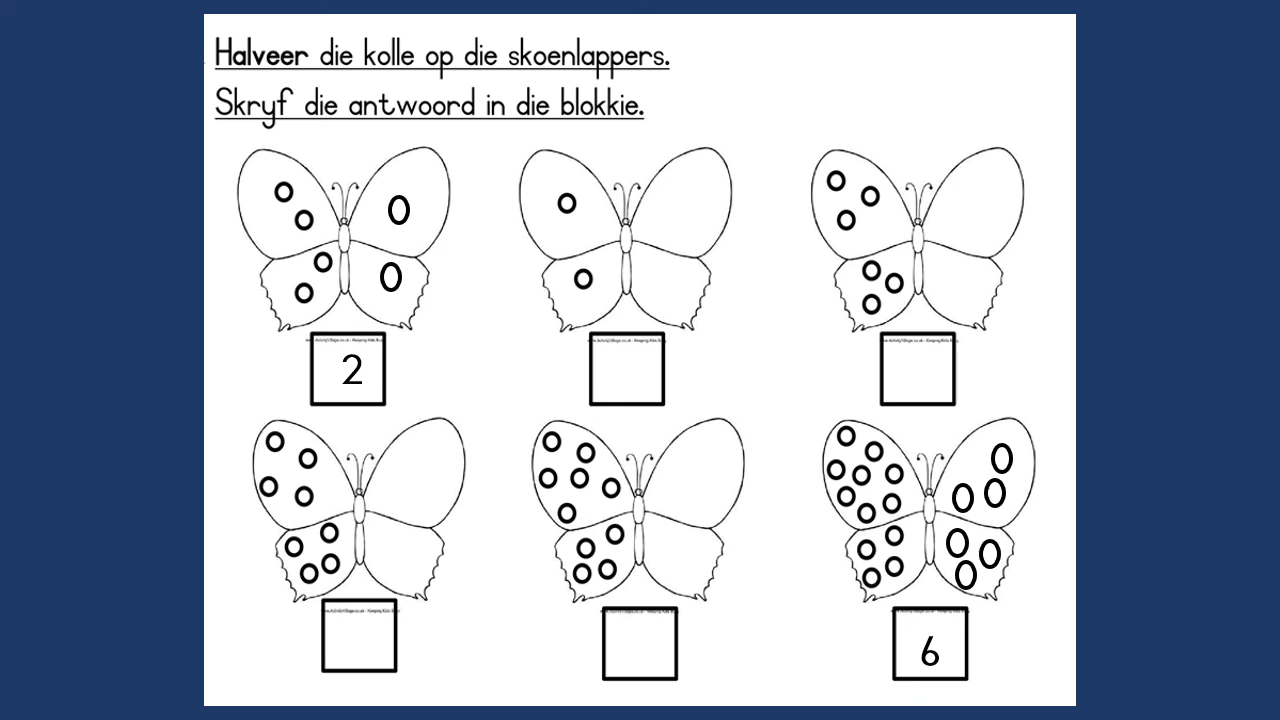 Halveer die kolle op die skoenlappers.
Skryf die antwoord in die blokkie.
2
6